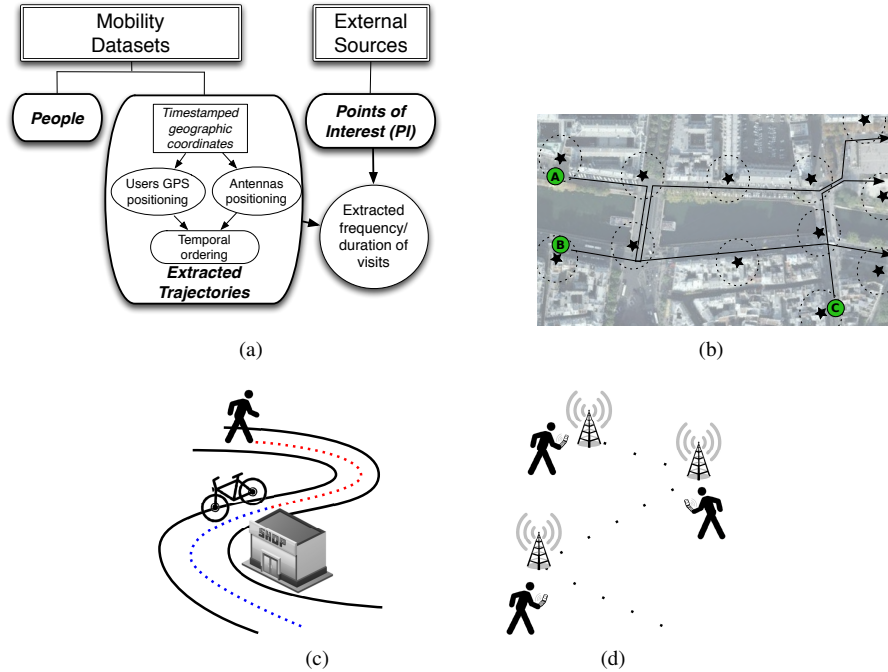 Mobility
Datasets
External
Sources
People
Timestamped
geographic
coordinates
Users GPS
positioning
Antennas
positioning
Temporal
ordering
Extracted
Trajectories
Points of
Interest (PI)
Extracted
frequency/
duration of
visits
(a)
A
B
C
(b)
SHOP
(c)
(d)